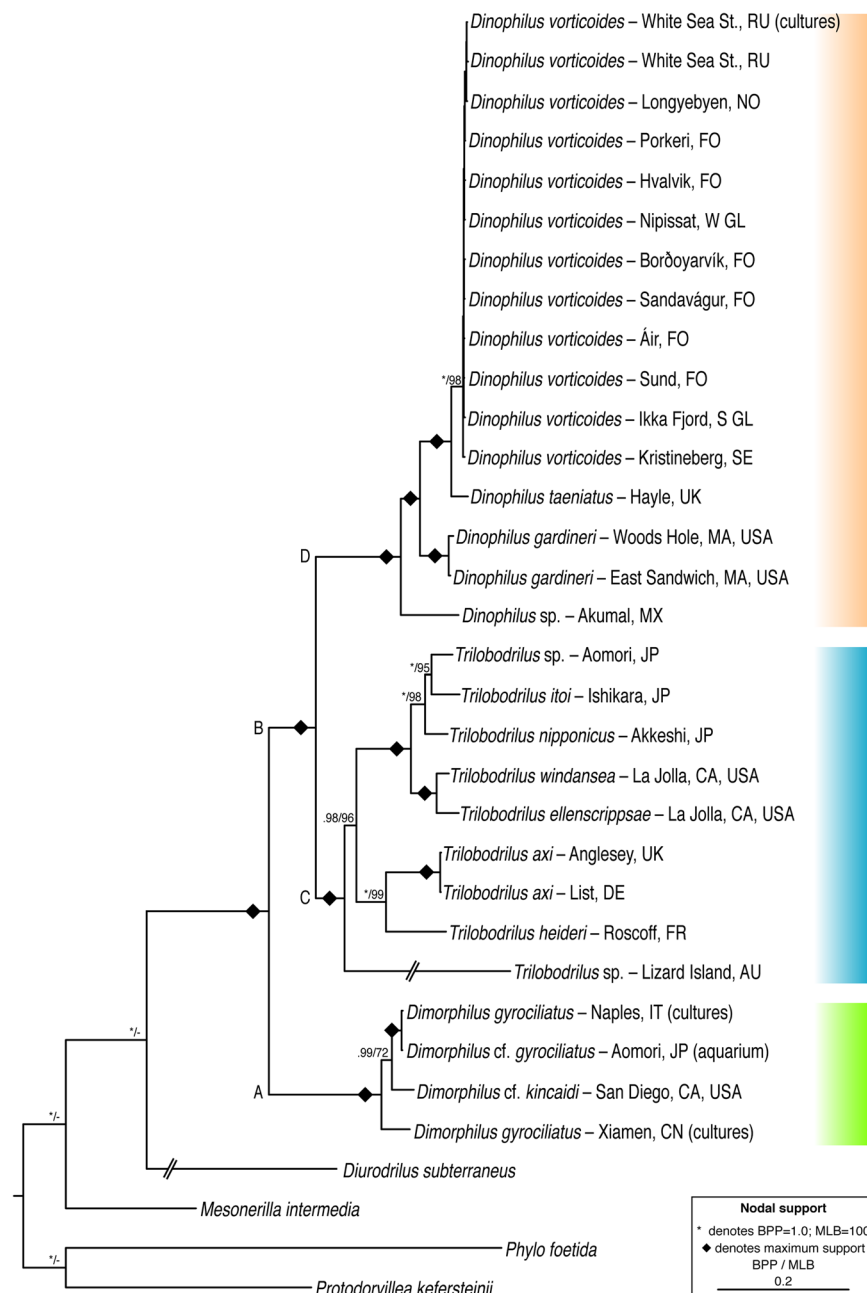 Dinophilus vorticoides – White Sea St., RU (cultures)
Dinophilus vorticoides – White Sea St., RU
Dinophilus vorticoides – Longyebyen, NO
Dinophilus vorticoides – Porkeri, FO
Dinophilus vorticoides – Hvalvik, FO
Dinophilus vorticoides – Nipissat, W GL
Dinophilus vorticoides – Borðoyarvík, FO
Dinophilus vorticoides – Sandavágur, FO
Dinophilus vorticoides – Áir, FO
*/98
Dinophilus vorticoides – Sund, FO
Dinophilus vorticoides – Ikka Fjord, S GL
Dinophilus vorticoides – Kristineberg, SE
Dinophilus taeniatus – Hayle, UK
Dinophilus gardineri – Woods Hole, MA, USA
D
Dinophilus gardineri – East Sandwich, MA, USA
Dinophilus sp. – Akumal, MX
Trilobodrilus sp. – Aomori, JP
*/95
Trilobodrilus itoi – Ishikara, JP
*/98
B
Trilobodrilus nipponicus – Akkeshi, JP
Trilobodrilus windansea – La Jolla, CA, USA
Trilobodrilus ellenscrippsae – La Jolla, CA, USA
.98/96
Trilobodrilus axi – Anglesey, UK
Trilobodrilus axi – List, DE
*/99
C
Trilobodrilus heideri – Roscoff, FR
Trilobodrilus sp. – Lizard Island, AU
Dimorphilus gyrociliatus – Naples, IT (cultures)
*/-
Dimorphilus cf. gyrociliatus – Aomori, JP (aquarium)
.99/72
A
Dimorphilus cf. kincaidi – San Diego, CA, USA
*/-
Dimorphilus gyrociliatus – Xiamen, CN (cultures)
Diurodrilus subterraneus
Mesonerilla intermedia
Phylo foetida
*/-
Protodorvillea kefersteinii
Nodal support
* denotes BPP=1.0; MLB=100
◆ denotes maximum support
BPP / MLB
0.2